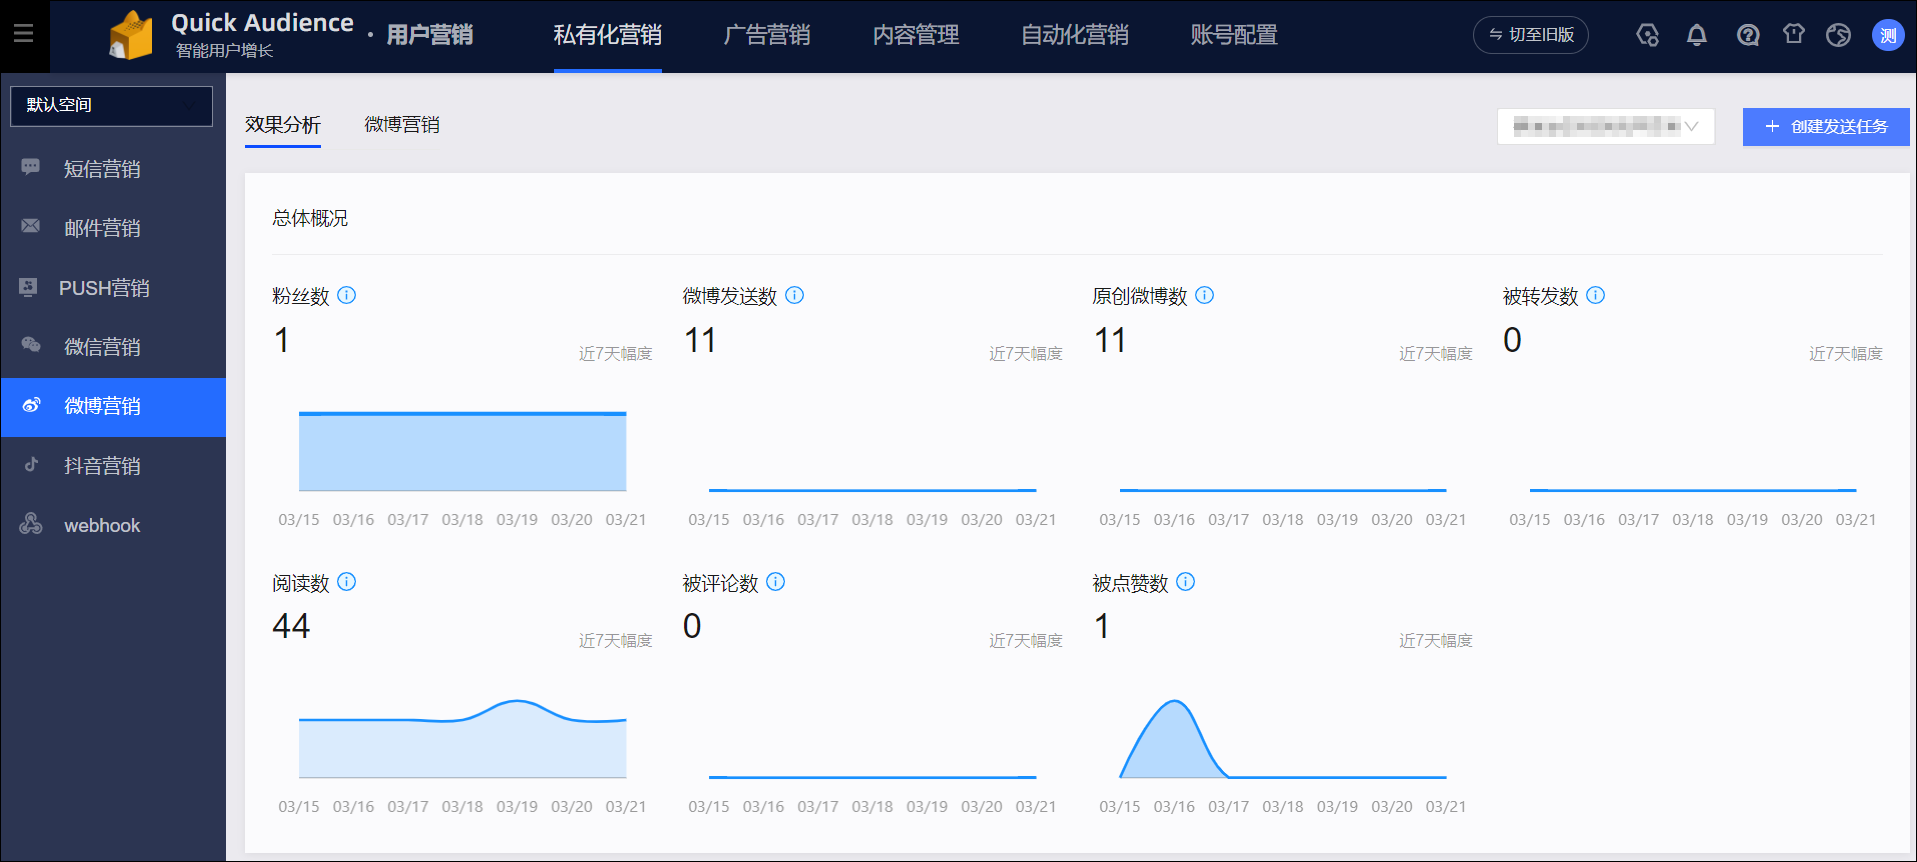 Quick Audience
智能用户增长
· 用户营销
私有化营销
广告营销
内容管理
自动化营销
账号配置
切至旧版
测
默认空间
短信营销
邮件营销
PUSH营销
微信营销
微博营销
抖音营销
webhook
效果分析
微博营销
+ 创建发送任务
总体概况
粉丝数
1
近7天幅度
03/15 03/16 03/17 03/18 03/19 03/20 03/21
微博发送数
11
近7天幅度
03/15 03/16 03/17 03/18 03/19 03/20 03/21
原创微博数
11
近7天幅度
03/15 03/16 03/17 03/18 03/19 03/20 03/21
被转发数
0
近7天幅度
03/15 03/16 03/17 03/18 03/19 03/20 03/21
阅读数
44
近7天幅度
03/15 03/16 03/17 03/18 03/19 03/20 03/21
被评论数
0
近7天幅度
03/15 03/16 03/17 03/18 03/19 03/20 03/21
被点赞数
1
近7天幅度
03/15 03/16 03/17 03/18 03/19 03/20 03/21